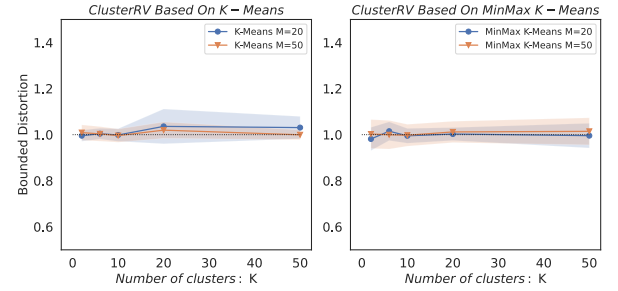 ClusterRV Based On K − Means
K-Means M=20
K-Means M=50
Bounded Distortion
1.4
1.2
1.0
0.8
0.6
0 10 20 30 40 50
Number of clusters: K
ClusterRV Based On MinMax K − Means
MinMax K-Means M=20
MinMax K-Means M=50
1.4
1.2
1.0
0.8
0.6
0 10 20 30 40 50
Number of clusters: K